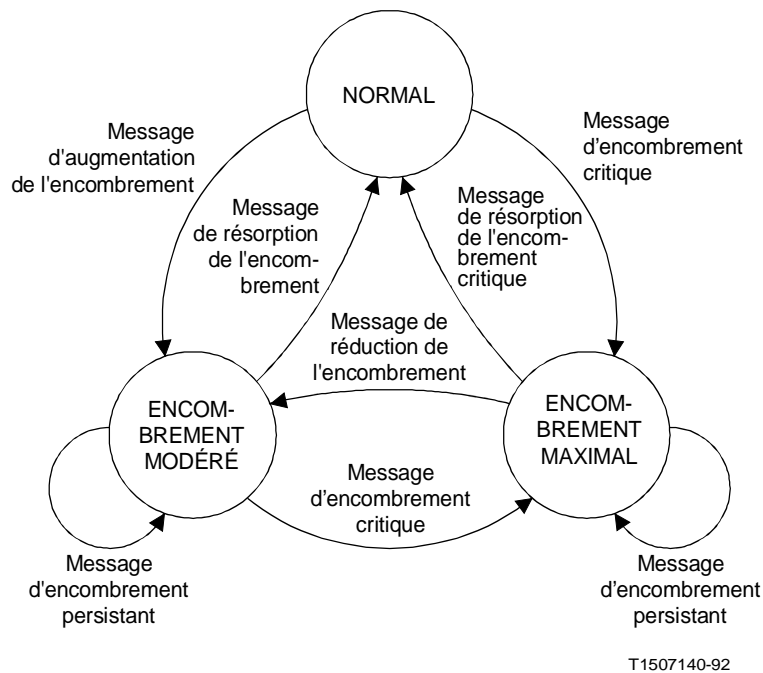 NORMAL
Message
d'augmentation
de l'encombrement
Message
d'encombrement
critique
Message
de résorption
de l'encom-
brement
Message
de résorption
de l'encom-
brement
critique
Message de
réduction de
l'encombrement
ENCOM-
BREMENT
MODÉRÉ
ENCOM-
BREMENT
MAXIMAL
Message
d'encombrement
critique
Message
d'encombrement
persistant
Message
d'encombrement
persistant
T1507140-92